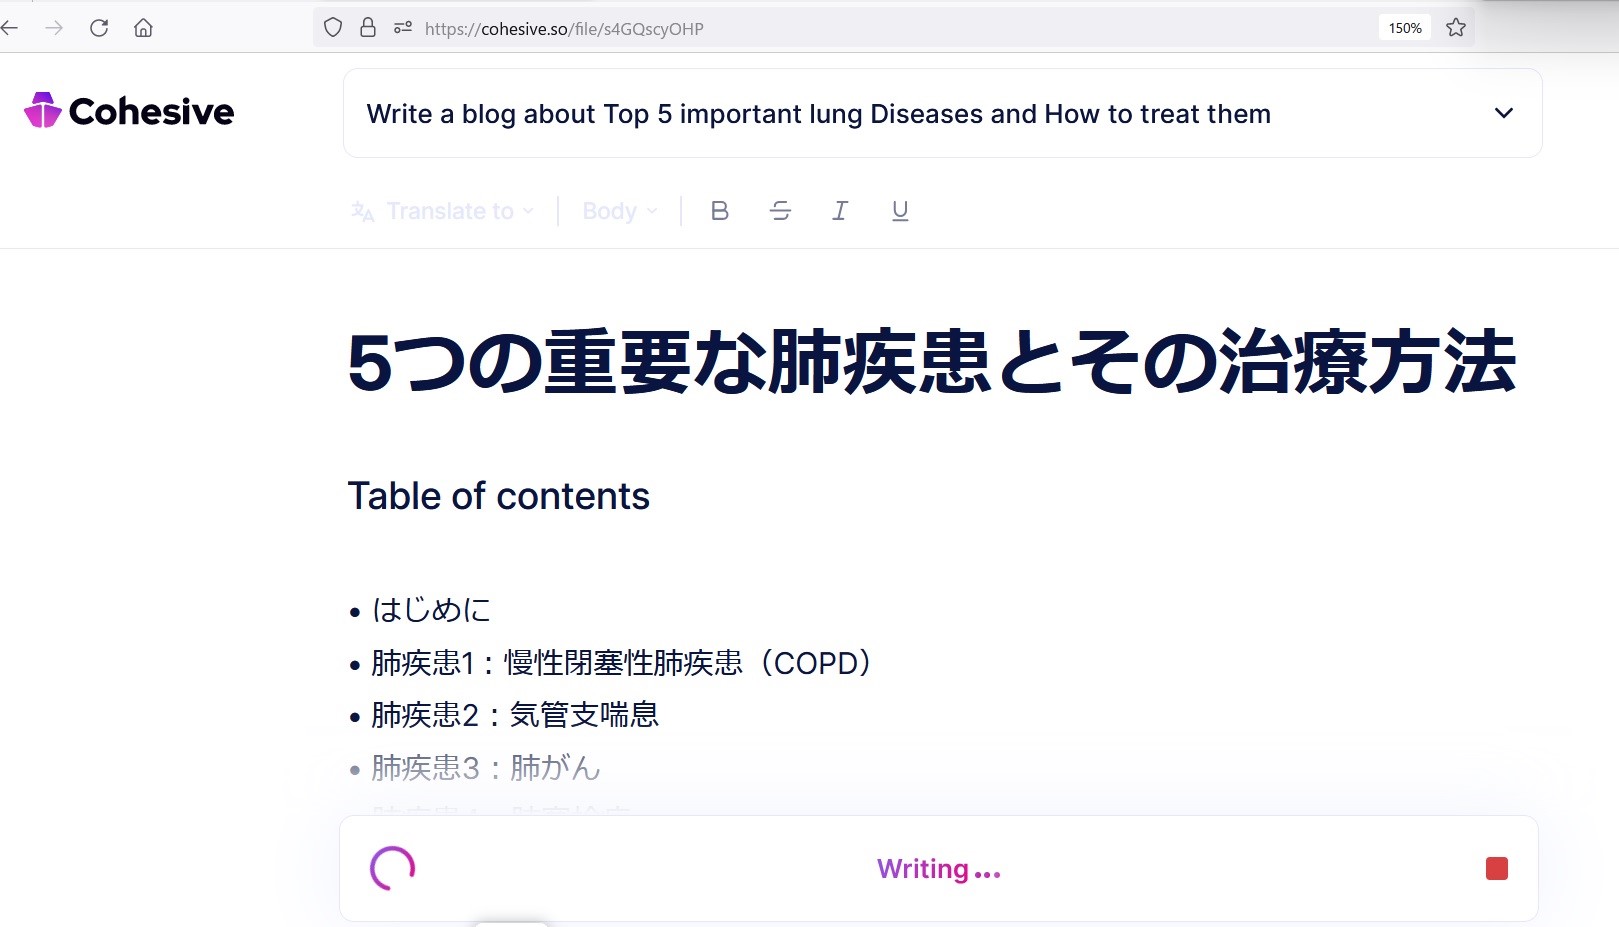 https://cohesive.so/file/s4GQscyOHP
150%
Cohesive
Write a blog about Top 5 important lung Diseases and How to treat them
Translate to
Body
B S I U
5つの重要な肺疾患とその治療方法
Table of contents
• はじめに
• 肺疾患1：慢性閉塞性肺疾患（COPD）
• 肺疾患2：気管支喘息
• 肺疾患3：肺がん
Writing...